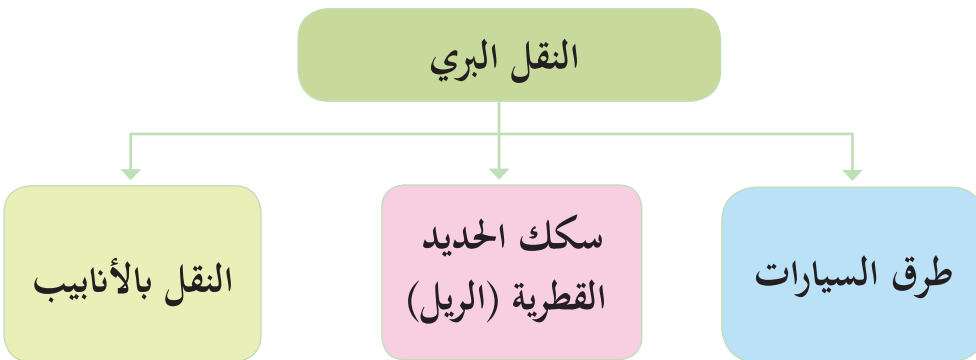 النقل البري
طرق السيارات
سكك الحديد
القطرية (الريل)
النقل بالأنابيب